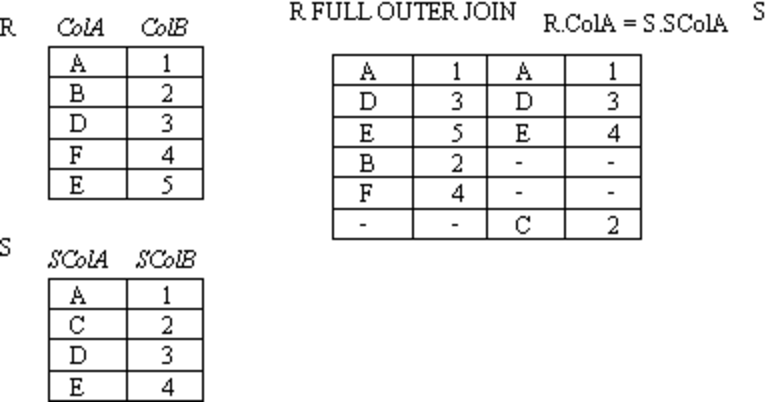 R ColA ColB
A 1
B 2
D 3
F 4
E 5
S SColA SColB
A 1
C 2
D 3
E 4
R FULL OUTER JOIN R.ColA = S.SColA S
A 1 A 1
D 3 D 3
E 5 E 4
B 2 - -
F 4 - -
- - C 2